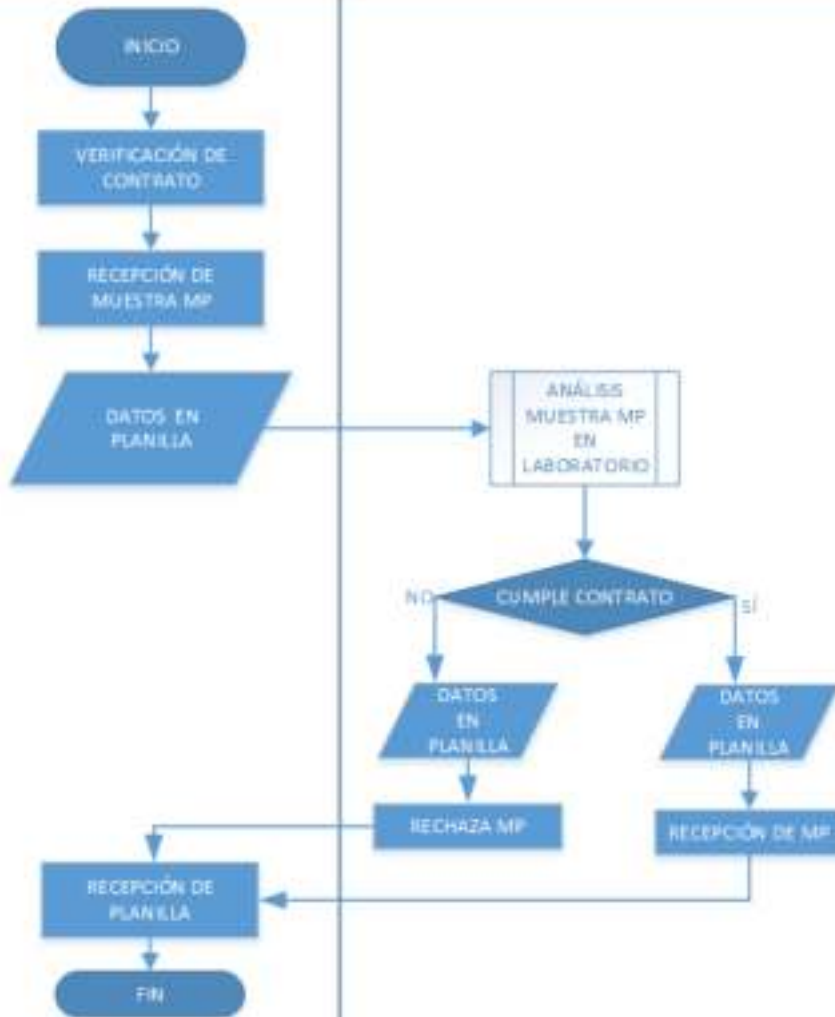 INICIO
VERIFICACIÓN DE
CONTRATO
RECEPCIÓN DE
MUESTRA MP
DATOS EN
PLANILLA
ANÁLISIS
MUESTRA MP
EN
LABORATORIO
CUMPLE CONTRATO
NO
SÍ
DATOS
EN
PLANILLA
DATOS
EN
PLANILLA
RECHAZA MP
RECEPCIÓN DE MP
RECEPCIÓN DE
PLANILLA
FIN